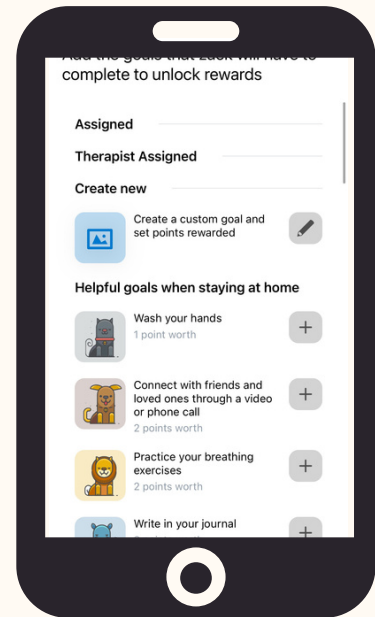 Add the goals that zack will have to
complete to unlock rewards
Assigned
Therapist Assigned
Create new
Create a custom goal and
set points rewarded
Helpful goals when staying at home
Wash your hands
1 point worth
Connect with friends and
loved ones through a video
or phone call
2 points worth
Practice your breathing
exercises
2 points worth
Write in your journal